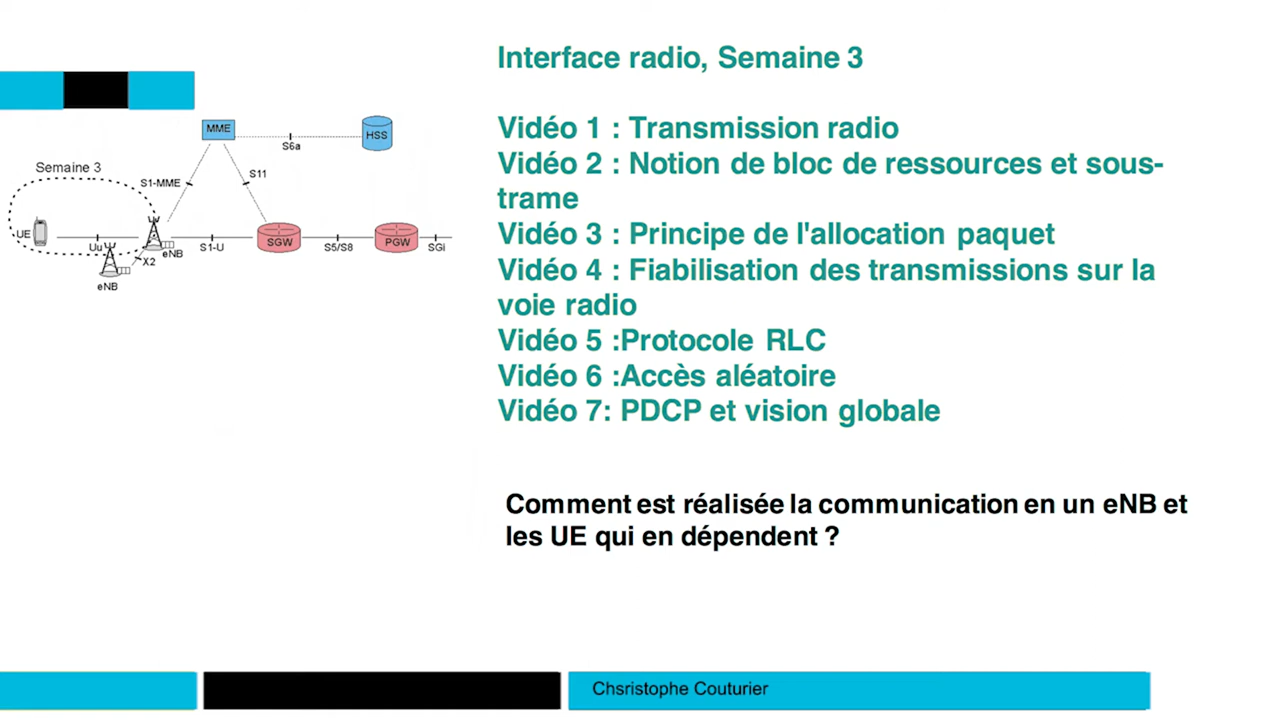 Interface radio, Semaine 3
Vidéo 1 : Transmission radio
Vidéo 2 : Notion de bloc de ressources et sous-
trame
Vidéo 3 : Principe de l'allocation paquet
Vidéo 4 : Fiabilisation des transmissions sur la
voie radio
Vidéo 5 :Protocole RLC
Vidéo 6 :Accès aléatoire
Vidéo 7: PDCP et vision globale
Comment est réalisée la communication en un eNB et
les UE qui en dépendent ?
MME
HSS
S6a
Semaine 3
S1-MME
S11
UE
Uu
eNB
S1-U
SGW
S5/S8
PGW
SGi
X2
eNB
Chsristophe Couturier